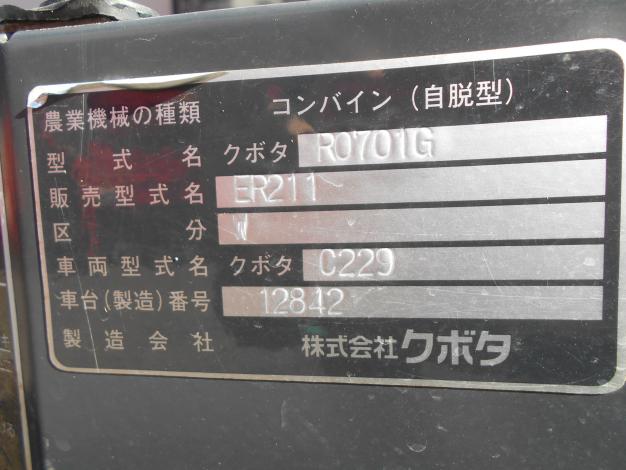 農業機械の種類 コンバイン（自脱型）
型式名 クボタ R0701G
販売型式名 ER211
区分 W
車両型式名 クボタ C229
車台(製造)番号 12842
製造会社 株式会社クボタ